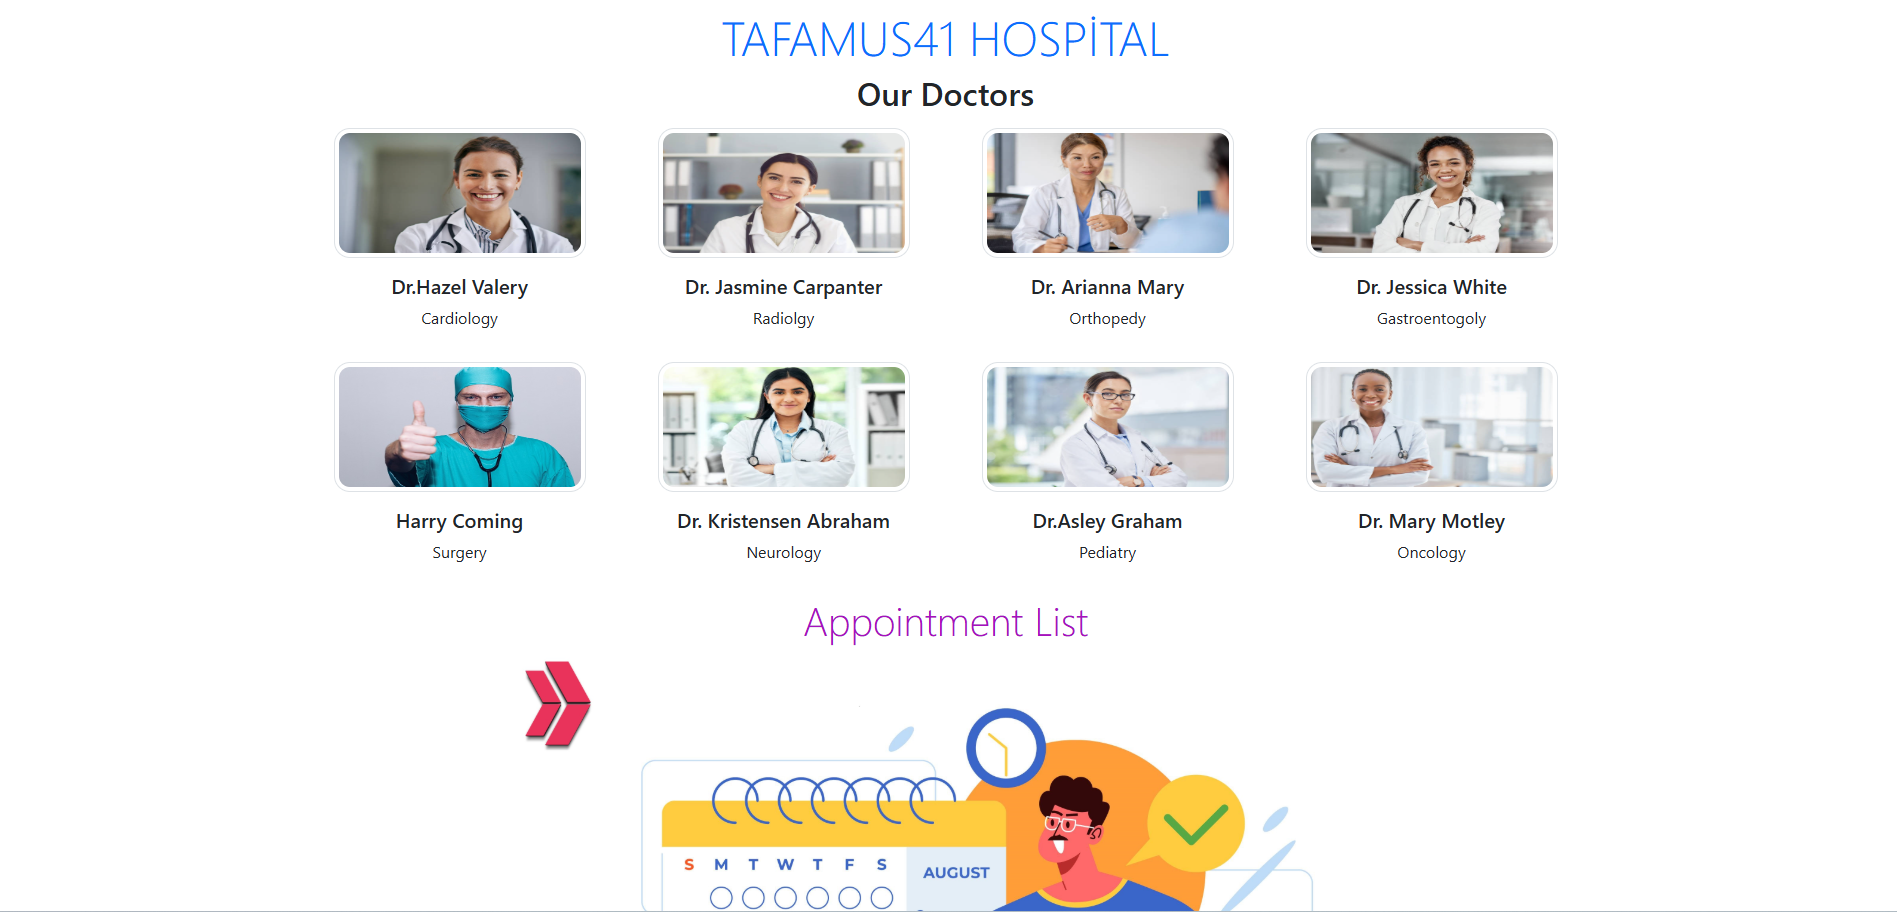 TAFAMUS41 HOSPİTAL
Our Doctors
Dr.Hazel Valery
Cardiology
Dr. Jasmine Carpanter
Radiolgy
Dr. Arianna Mary
Orthopedy
Dr. Jessica White
Gastroentogoly
Harry Coming
Surgery
Dr. Kristensen Abraham
Neurology
Dr.Asley Graham
Pediatry
Dr. Mary Motley
Oncology
Appointment List
S M T W T F S
AUGUST